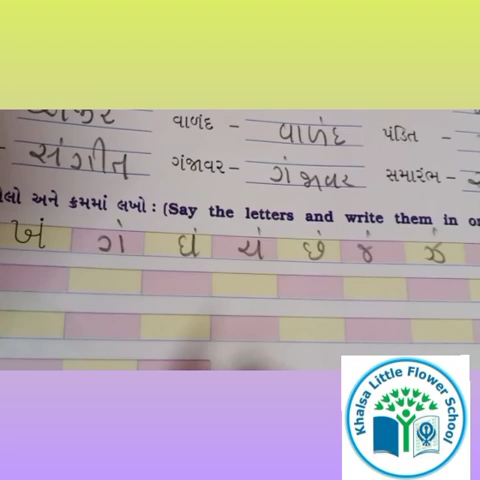 વાળંદ – વાળંદ પંડિત –
સંગીત ગંજાવર – ગંજાવર સમારંભ –
અને ક્રમમાં લખો : (Say the letters and write them in
ખં ગં ઘં ચં છં જં ઝં
Khalsa Little Flower School